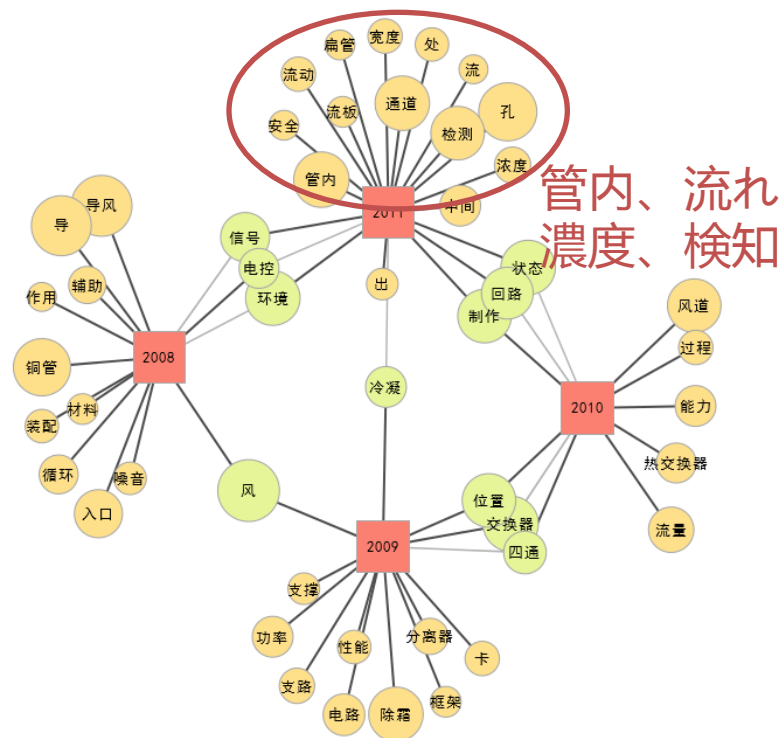 宽度
处
扁管
流动
流
通道
孔
流板
安全
检测
浓度
管内
中间
2011
管内、流れ
濃度、検知
导风
导
信号
电控
环境
状态
回路
制作
出
辅助
作用
2008
铜管
材料
装配
循环
噪音
入口
冷凝
风道
过程
2010
能力
热交换器
流量
风
位置
交换器
四通
2009
支撑
功率
性能
分离器
卡
支路
电路
除霜
框架